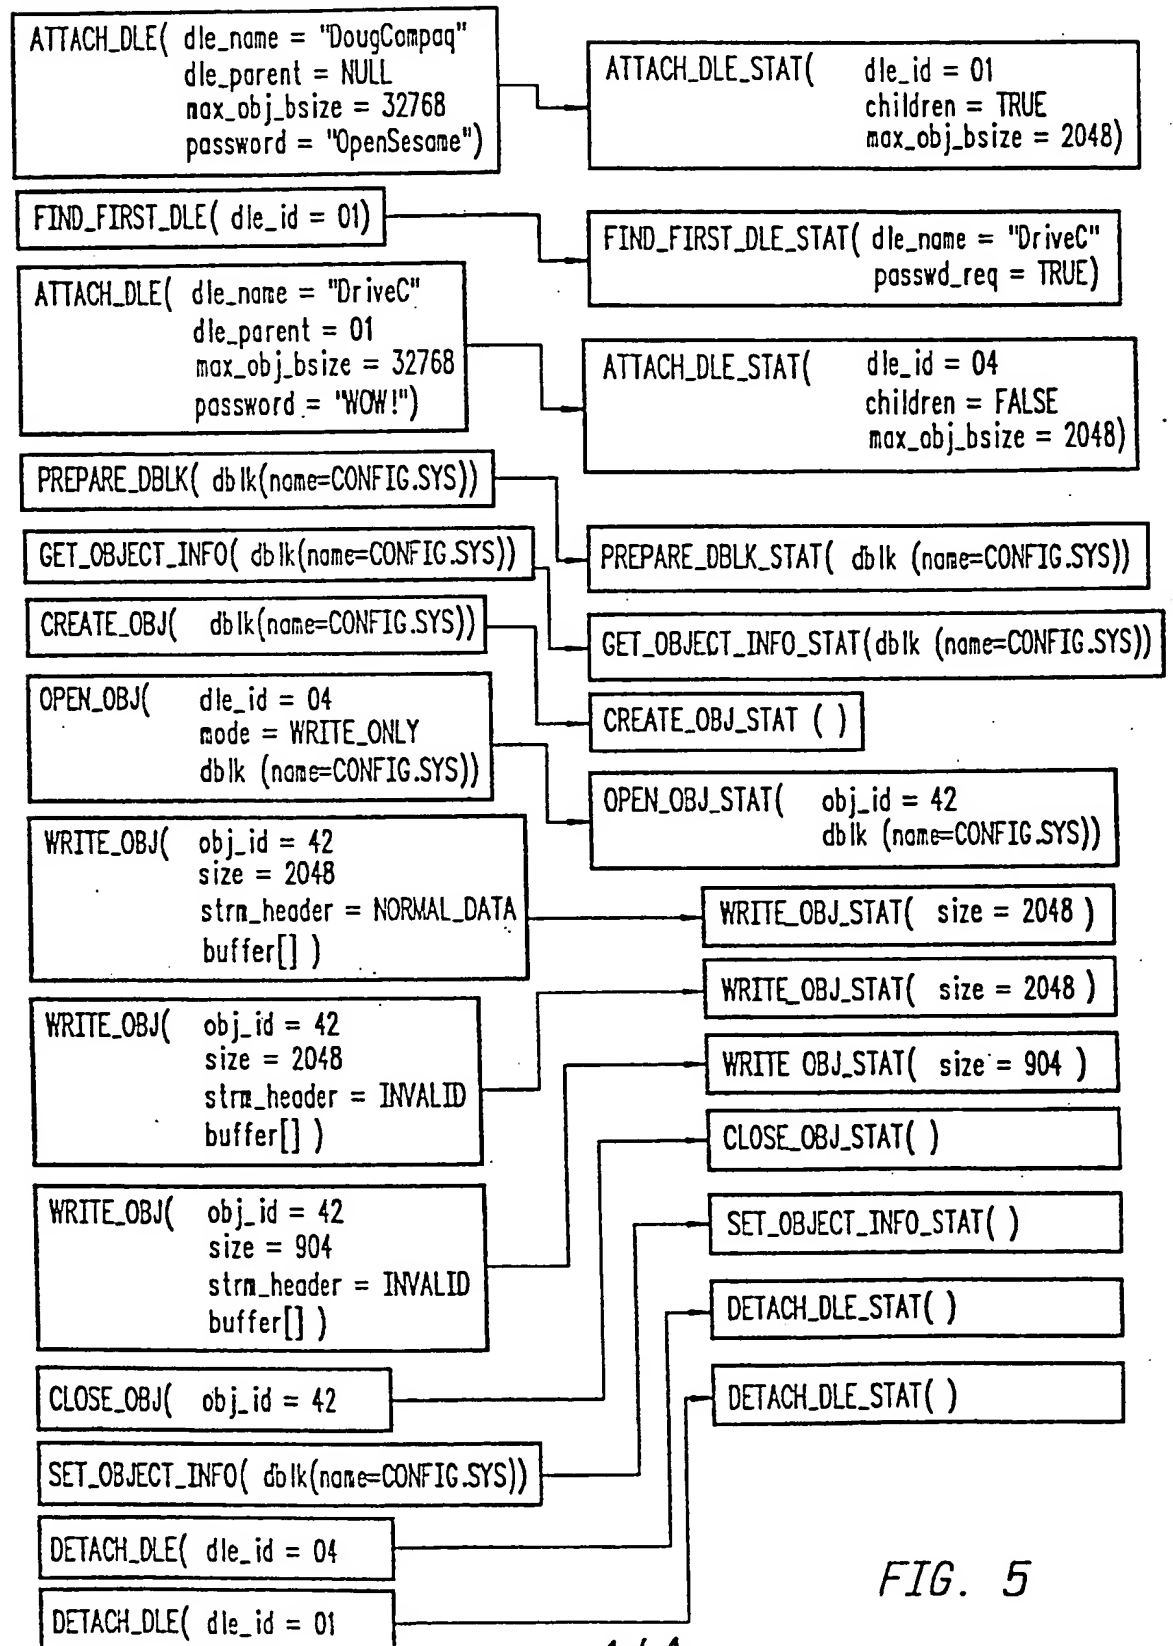 ATTACH_DLE( dle_name = "DougCompaq"
dle_parent = NULL
max_obj_bsize = 32768
password = "OpenSesame")
ATTACH_DLE_STAT( dle_id = 01
children = TRUE
max_obj_bsize = 2048)
FIND_FIRST_DLE( dle_id = 01)
FIND_FIRST_DLE_STAT( dle_name = "DriveC"
passwd_req = TRUE)
ATTACH_DLE( dle_name = "DriveC"
dle_parent = 01
max_obj_bsize = 32768
password = "WOW!")
ATTACH_DLE_STAT( dle_id = 04
children = FALSE
max_obj_bsize = 2048)
PREPARE_DBLK( dblk(name=CONFIG.SYS))
PREPARE_DBLK_STAT( dblk (name=CONFIG.SYS))
GET_OBJECT_INFO( dblk(name=CONFIG.SYS))
GET_OBJECT_INFO_STAT(dblk (name=CONFIG.SYS))
CREATE_OBJ( dblk(name=CONFIG.SYS))
CREATE_OBJ_STAT ( )
OPEN_OBJ( dle_id = 04
mode = WRITE_ONLY
dblk (name=CONFIG.SYS))
OPEN_OBJ_STAT( obj_id = 42
dblk (name=CONFIG.SYS))
WRITE_OBJ( obj_id = 42
size = 2048
strm_header = NORMAL_DATA
buffer[] )
WRITE_OBJ_STAT( size = 2048 )
WRITE_OBJ( obj_id = 42
size = 2048
strm_header = INVALID
buffer[] )
WRITE_OBJ_STAT( size = 2048 )
WRITE_OBJ( obj_id = 42
size = 904
strm_header = INVALID
buffer[] )
WRITE OBJ_STAT( size = 904 )
CLOSE_OBJ( obj_id = 42
CLOSE_OBJ_STAT( )
SET_OBJECT_INFO( dblk(name=CONFIG.SYS))
SET_OBJECT_INFO_STAT( )
DETACH_DLE( dle_id = 04
DETACH_DLE_STAT( )
DETACH_DLE( dle_id = 01
DETACH_DLE_STAT( )
FIG. 5